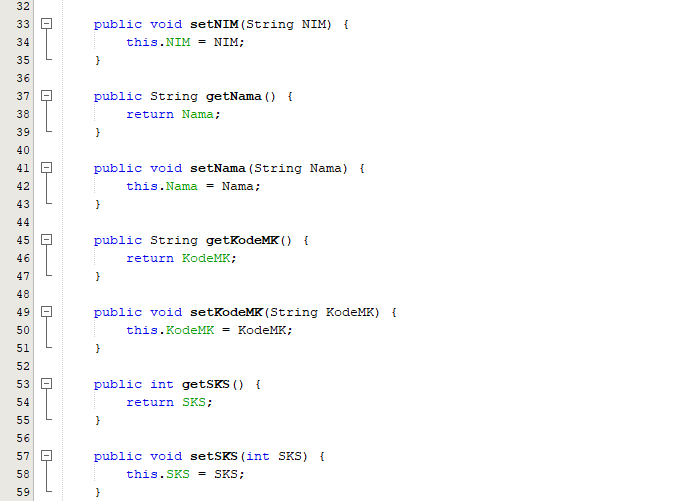 32
33 public void setNIM(String NIM) {
34 this.NIM = NIM;
35 }
36
37 public String getNama() {
38 return Nama;
39 }
40
41 public void setNama(String Nama) {
42 this.Nama = Nama;
43 }
44
45 public String getKodeMK() {
46 return KodeMK;
47 }
48
49 public void setKodeMK(String KodeMK) {
50 this.KodeMK = KodeMK;
51 }
52
53 public int getSKS() {
54 return SKS;
55 }
56
57 public void setSKS(int SKS) {
58 this.SKS = SKS;
59 }